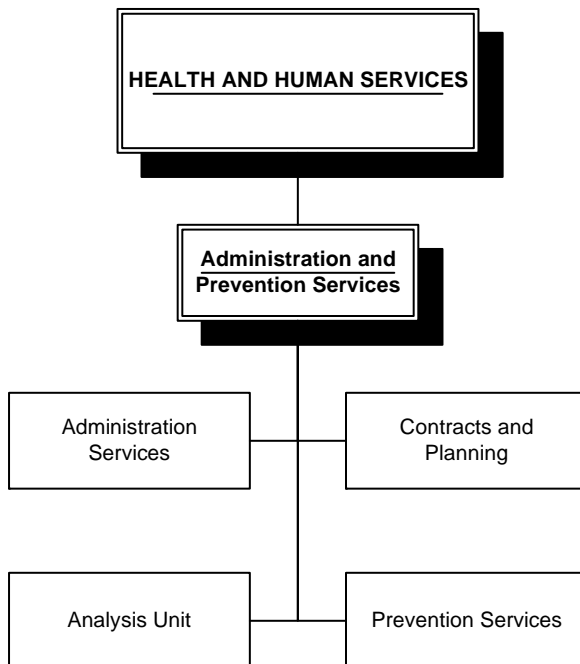 HEALTH AND HUMAN SERVICES
Administration and
Prevention Services
Administration
Services
Contracts and
Planning
Analysis Unit
Prevention Services